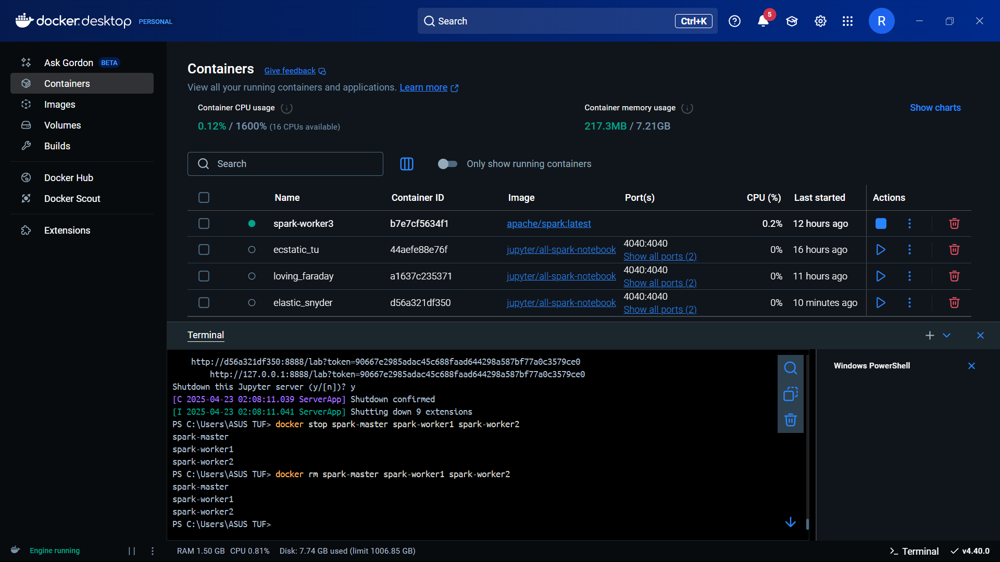 docker.desktop PERSONAL
Search Ctrl+K
5
R
Ask Gordon BETA
Containers
Images
Volumes
Builds
Docker Hub
Docker Scout
Extensions
Containers Give feedback
View all your running containers and applications. Learn more
Container CPU usage
0.12% / 1600% (16 CPUs available)
Container memory usage
217.3MB / 7.21GB
Show charts
Search
Only show running containers
Name Container ID Image Port(s) CPU (%) Last started Actions
spark-worker3 b7e7cf5634f1 apache/spark:latest 0.2% 12 hours ago
ecstatic_tu 44aefe88e76f jupyter/all-spark-notebook 4040:4040 0% 16 hours ago
Show all ports (2)
loving_faraday a1637c235371 jupyter/all-spark-notebook 4040:4040 0% 11 hours ago
Show all ports (2)
elastic_snyder d56a321df350 jupyter/all-spark-notebook 4040:4040 0% 10 minutes ago
Show all ports (2)
Terminal
http://d56a321df350:8888/lab?token=90667e2985adac45c688faad644298a587bf77a0c3579ce0
http://127.0.0.1:8888/lab?token=90667e2985adac45c688faad644298a587bf77a0c3579ce0
Shutdown this Jupyter server (y/[n])? y
[C 2025-04-23 02:08:11.039 ServerApp] Shutdown confirmed
[I 2025-04-23 02:08:11.041 ServerApp] Shutting down 9 extensions
PS C:\Users\ASUS TUF> docker stop spark-master spark-worker1 spark-worker2
spark-master
spark-worker1
spark-worker2
PS C:\Users\ASUS TUF> docker rm spark-master spark-worker1 spark-worker2
spark-master
spark-worker1
spark-worker2
PS C:\Users\ASUS TUF>
Windows PowerShell
Engine running
RAM 1.50 GB CPU 0.81% Disk: 7.74 GB used (limit 1006.85 GB)
Terminal
v4.40.0